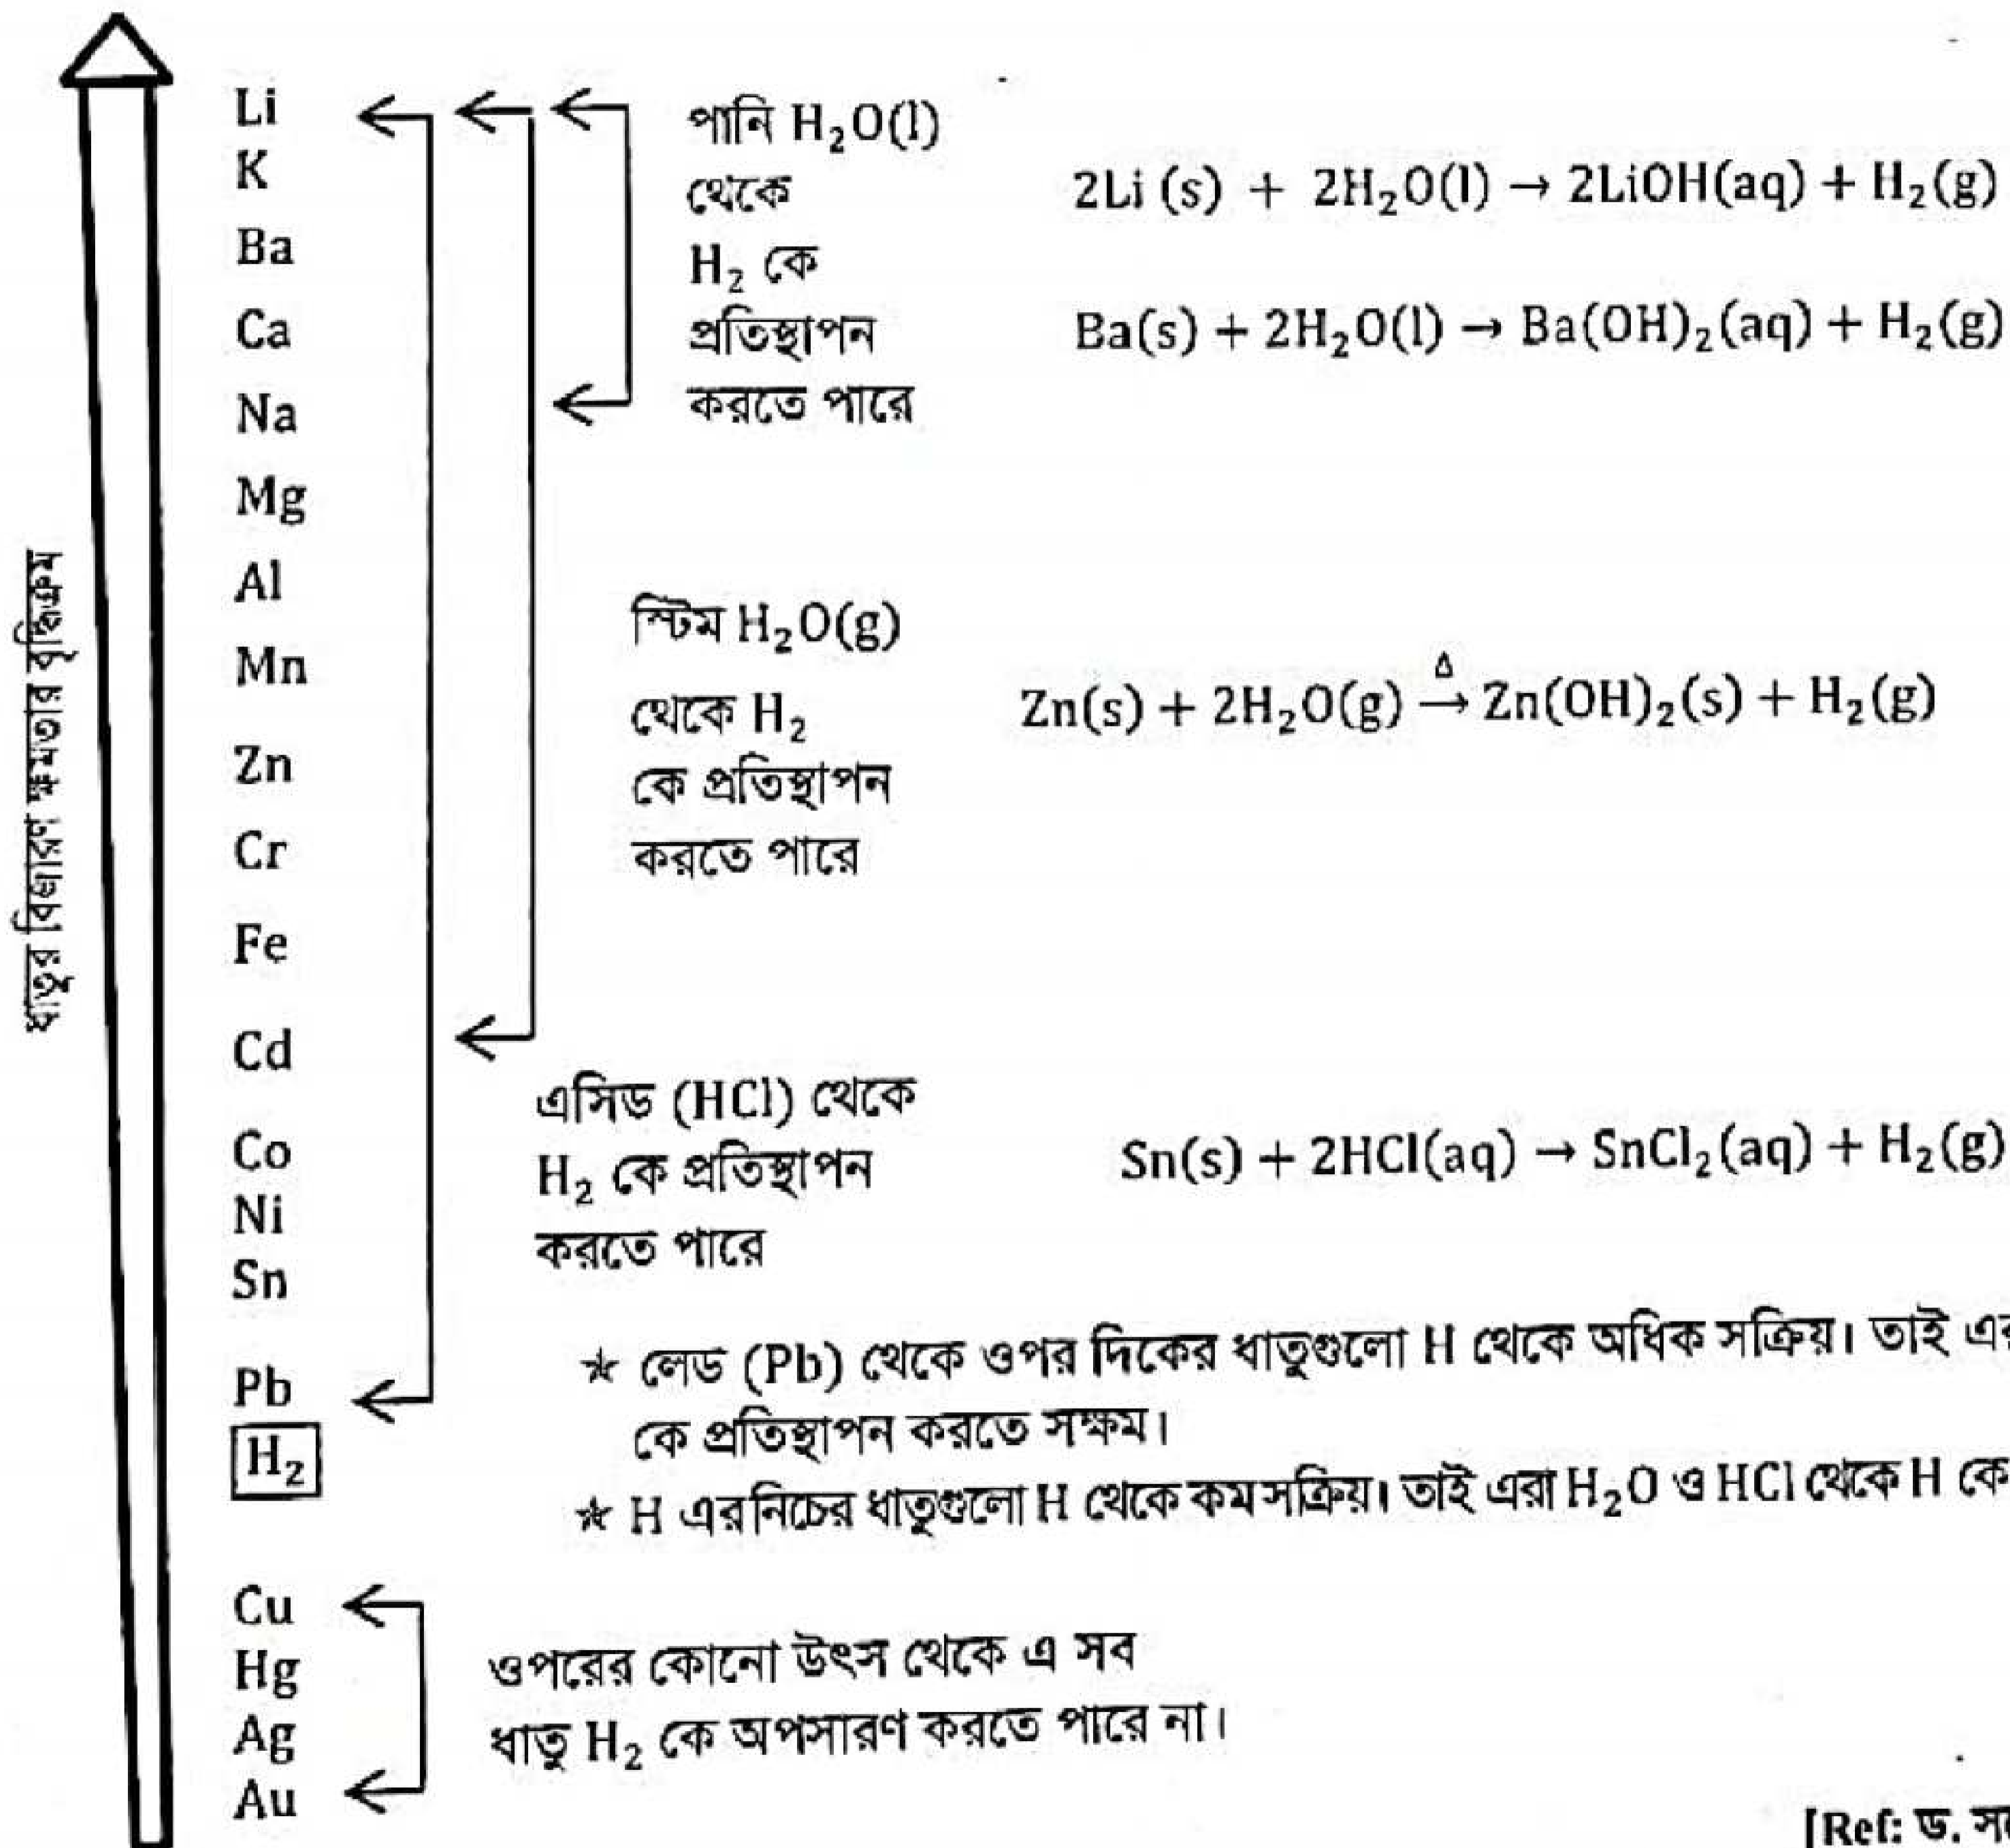 ধাতুর বিজারণ ক্ষমতার বৃদ্ধিক্রম
Li
K
Ba
Ca
Na
Mg
Al
Mn
Zn
Cr
Fe
Cd
Co
Ni
Sn
Pb
H₂
Cu
Hg
Ag
Au
পানি H₂O(l)
থেকে
H₂ কে
প্রতিস্থাপন
করতে পারে
2Li (s) + 2H₂O(l) → 2LiOH(aq) + H₂(g)
Ba(s) + 2H₂O(l) → Ba(OH)₂(aq) + H₂(g)
স্টিম H₂O(g)
থেকে H₂
কে প্রতিস্থাপন
করতে পারে
Zn(s) + 2H₂O(g) →^Δ Zn(OH)₂(s) + H₂(g)
এসিড (HCl) থেকে
H₂ কে প্রতিস্থাপন
করতে পারে
Sn(s) + 2HCl(aq) → SnCl₂(aq) + H₂(g)
★ লেড (Pb) থেকে ওপর দিকের ধাতুগুলো H থেকে অধিক সক্রিয়। তাই
কে প্রতিস্থাপন করতে সক্ষম।
★ H এর নিচের ধাতুগুলো H থেকে কম সক্রিয়। তাই এরা H₂O ও HCl থেকে H কে
ওপরের কোনো উৎস থেকে এ সব
ধাতু H₂ কে অপসারণ করতে পারে না।
[Ref: ড.